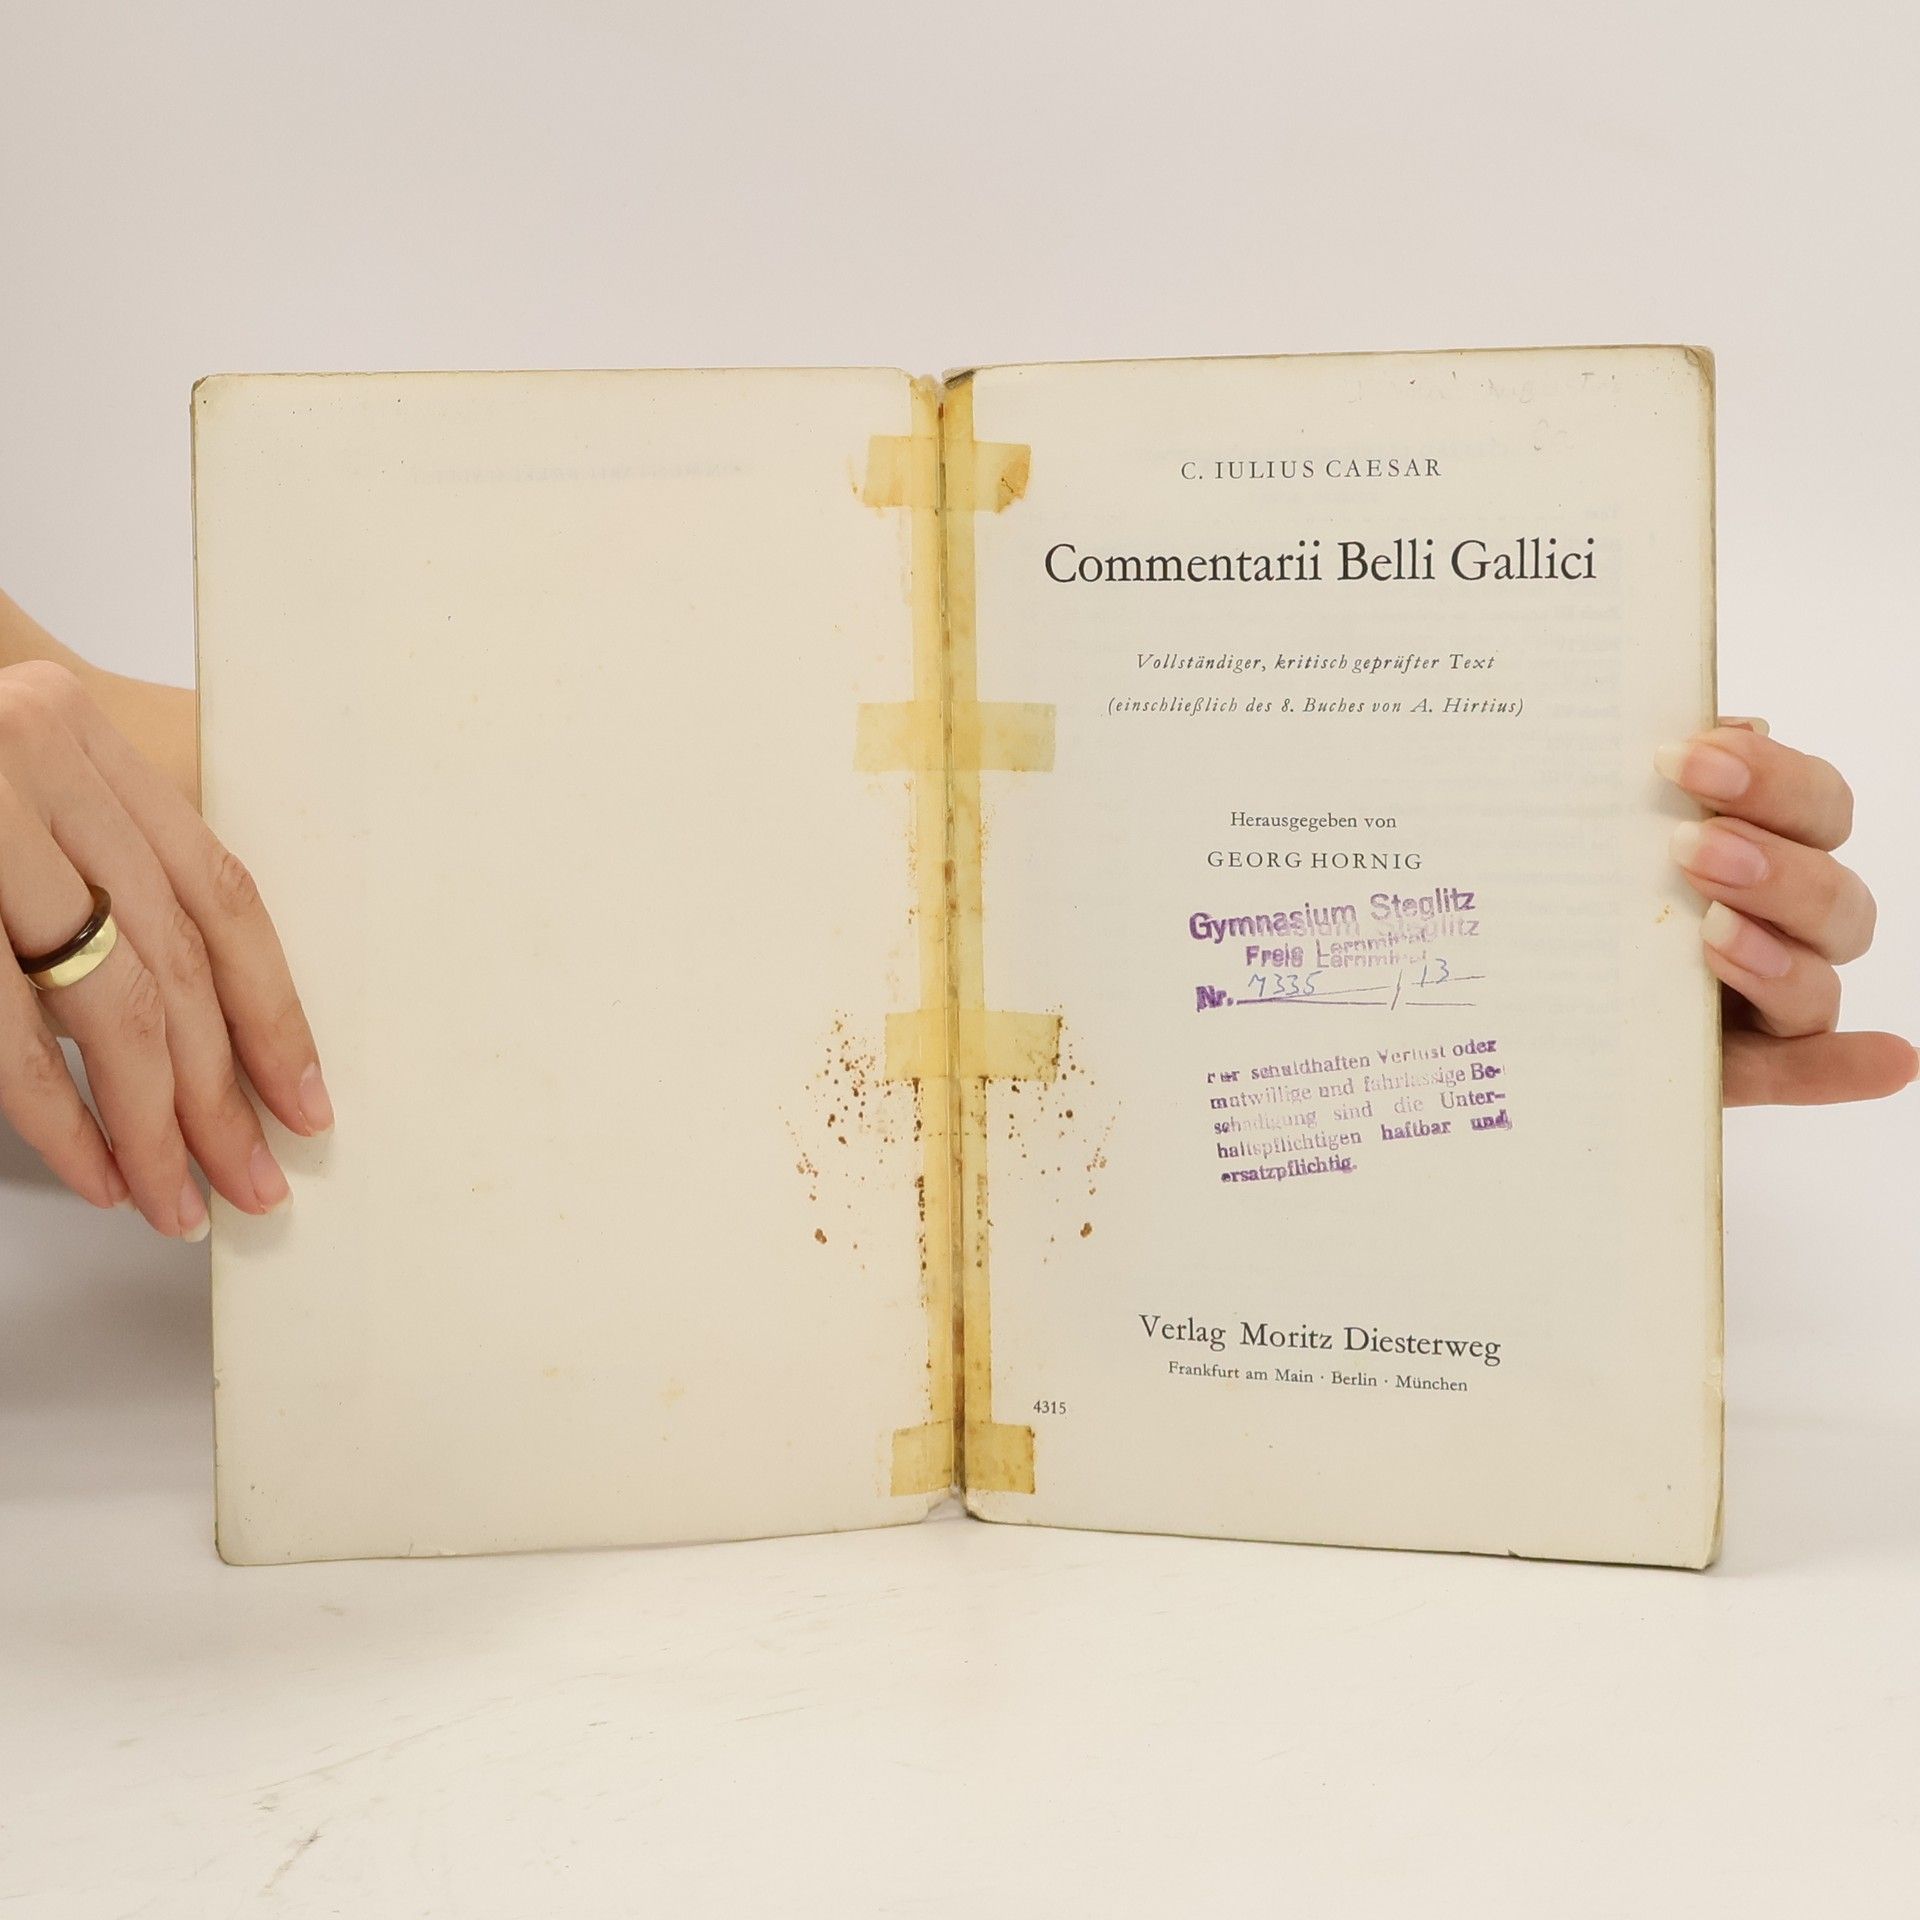 C. IULIUS CAESAR
Commentarii Belli Gallici
Vollständiger, kritisch geprüfter Text
(einschließlich des 8. Buches von A. Hirtius)
Herausgegeben von
GEORG HORNIG
Gymnasium Steglitz
Freie
Nr. 7335 / 13
schuldhaften Verlust oder
mutwillige und fahrlässige Be-
schädigung sind die Unter-
haltspflichtigen haftbar und
ersatzpflichtig.
Verlag Moritz Diesterweg
Frankfurt am Main · Berlin · München
4315